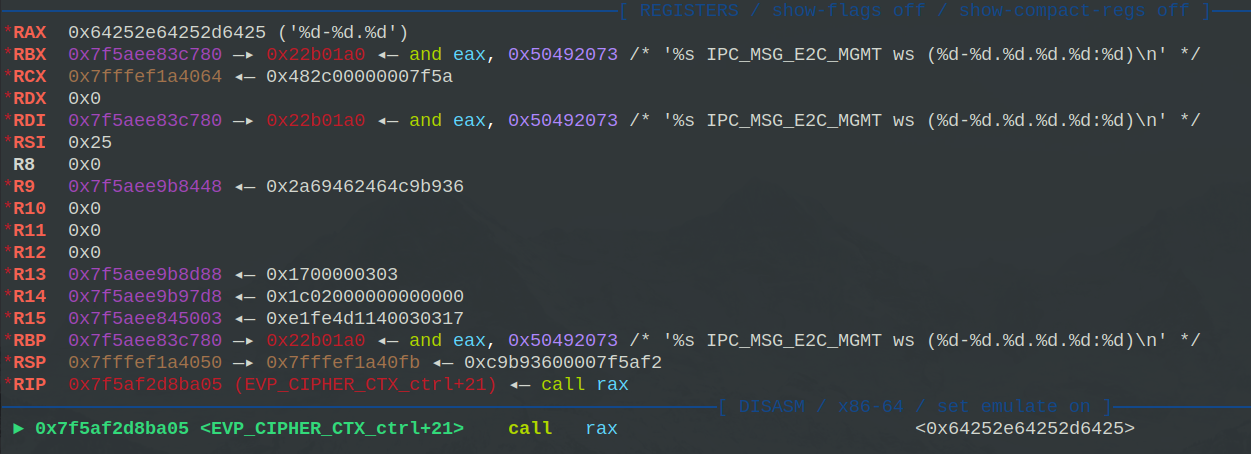 [ REGISTERS / show-flags off / show-compact-regs off ]
*RAX  0x64252e64252d6425 ('%d-%d.%d')
*RBX  0x7f5aee83c780 —▸ 0x22b01a0 ◂— and eax, 0x50492073 /* '%s IPC_MSG_E2C_MGMT ws (%d-%d.%d.%d.%d:%d)\n' */
*RCX  0x7fffef1a4064 ◂— 0x482c00000007f5a
*RDX  0x0
*RDI  0x7f5aee83c780 —▸ 0x22b01a0 ◂— and eax, 0x50492073 /* '%s IPC_MSG_E2C_MGMT ws (%d-%d.%d.%d.%d:%d)\n' */
*RSI  0x25
 R8   0x0
*R9   0x7f5aee9b8448 ◂— 0x2a69462464c9b936
*R10  0x0
*R11  0x0
*R12  0x0
*R13  0x7f5aee9b8d88 ◂— 0x1700000303
*R14  0x7f5aee9b97d8 ◂— 0x1c02000000000000
*R15  0x7f5aee845003 ◂— 0xe1fe4d1140030317
*RBP  0x7f5aee83c780 —▸ 0x22b01a0 ◂— and eax, 0x50492073 /* '%s IPC_MSG_E2C_MGMT ws (%d-%d.%d.%d.%d:%d)\n' */
*RSP  0x7fffef1a4050 —▸ 0x7fffef1a40fb ◂— 0xc9b93600007f5af2
*RIP  0x7f5af2d8ba05 (EVP_CIPHER_CTX_ctrl+21) ◂— call rax
[ DISASM / x86-64 / set emulate on ]
► 0x7f5af2d8ba05 <EVP_CIPHER_CTX_ctrl+21>    call   rax                           <0x64252e64252d6425>